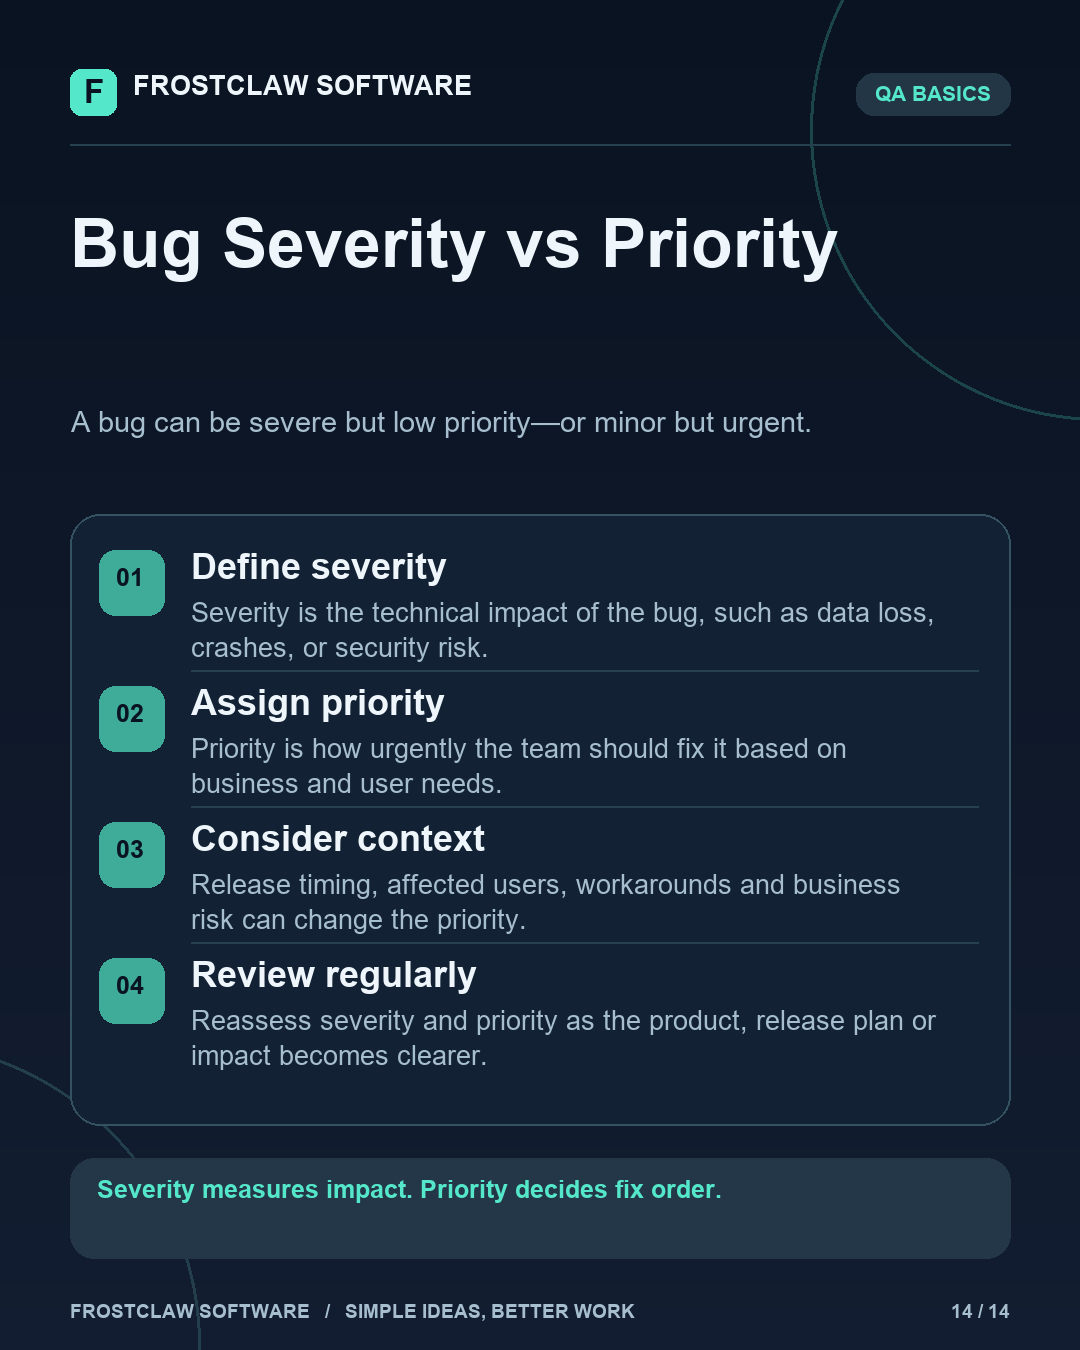 F FROSTCLAW SOFTWARE
QA BASICS
Bug Severity vs Priority
A bug can be severe but low priority—or minor but urgent.
01 Define severity
Severity is the technical impact of the bug, such as data loss,
crashes, or security risk.
02 Assign priority
Priority is how urgently the team should fix it based on
business and user needs.
03 Consider context
Release timing, affected users, workarounds and business
risk can change the priority.
04 Review regularly
Reassess severity and priority as the product, release plan or
impact becomes clearer.
Severity measures impact. Priority decides fix order.
FROSTCLAW SOFTWARE / SIMPLE IDEAS, BETTER WORK
14 / 14